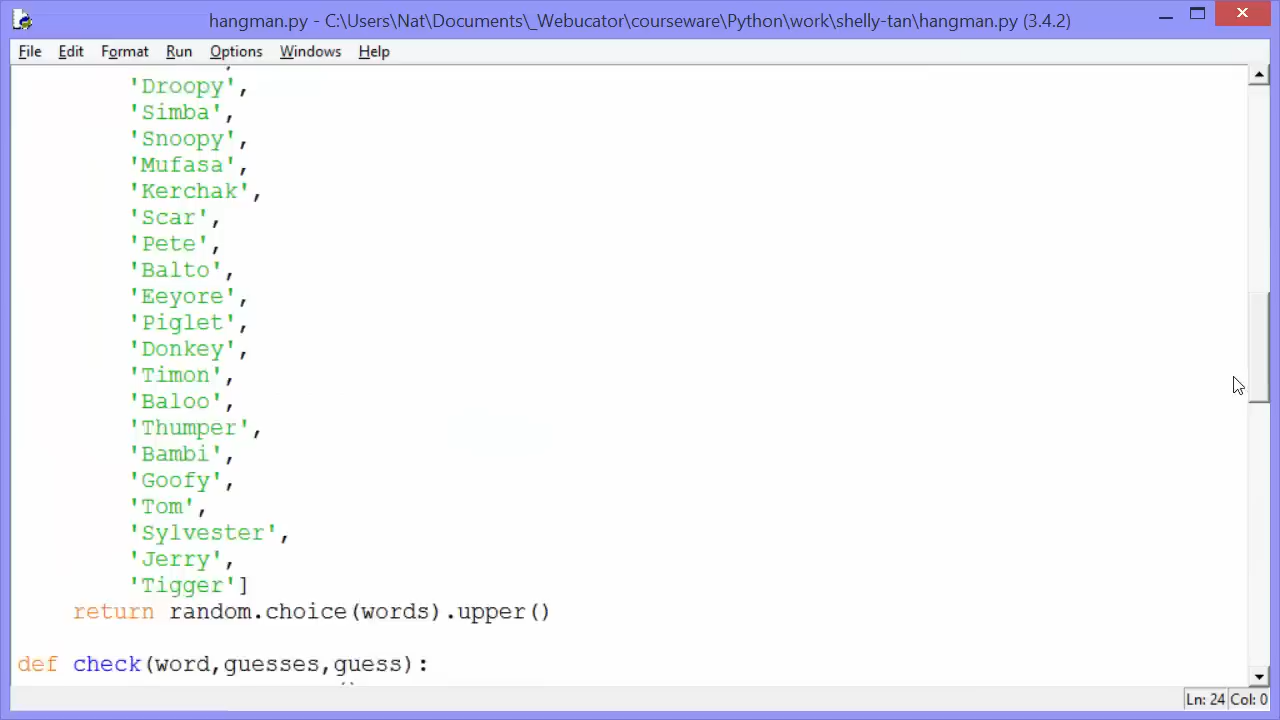 hangman.py - C:\Users\Nat\Documents\_Webucator\courseware\Python\work\shelly-tan\hangman.py (3.4.2)
File Edit Format Run Options Windows Help
'Droopy',
'Simba',
'Snoopy',
'Mufasa',
'Kerchak',
'Scar',
'Pete',
'Balto',
'Eeyore',
'Piglet',
'Donkey',
'Timon',
'Baloo',
'Thumper',
'Bambi',
'Goofy',
'Tom',
'Sylvester',
'Jerry',
'Tigger']
return random.choice(words).upper()
def check(word,guesses,guess):
Ln: 24 Col: 0